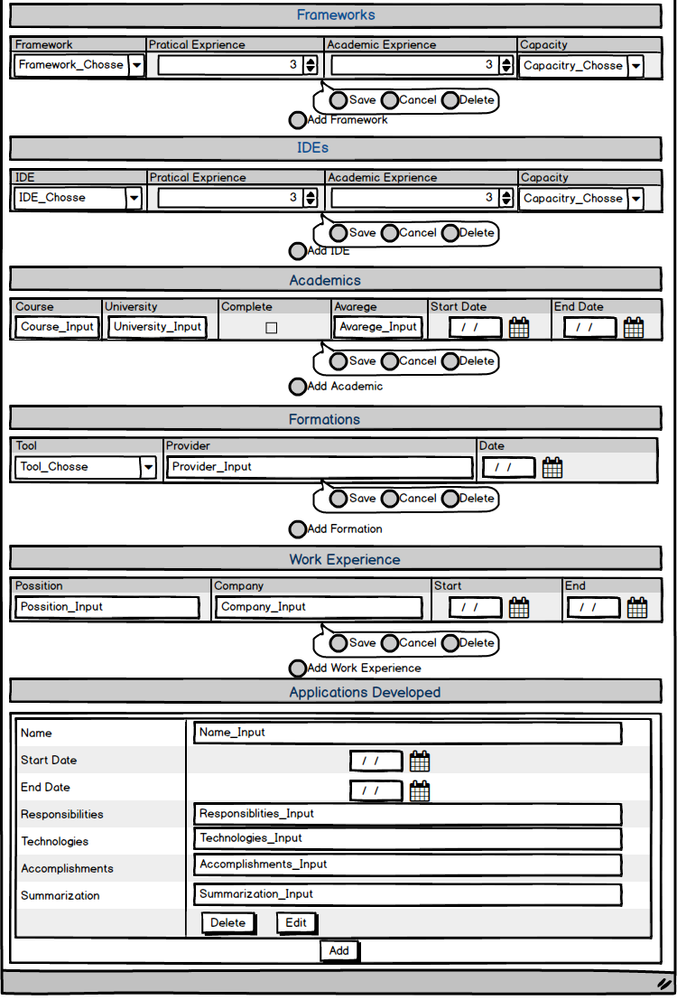 Frameworks
Framework Pratical Exprience Academic Exprience Capacity
Framework_Chosse 3 3 Capacitry_Chosse
Save Cancel Delete
Add Framework
IDEs
IDE Pratical Exprience Academic Exprience Capacity
IDE_Chosse 3 3 Capacitry_Chosse
Save Cancel Delete
Add IDE
Academics
Course University Complete Avarege Start Date End Date
Course_Input University_Input Avarege_Input / / / /
Save Cancel Delete
Add Academic
Formations
Tool Provider Date
Tool_Chosse Provider_Input / /
Save Cancel Delete
Add Formation
Work Experience
Possition Company Start End
Possition_Input Company_Input / / / /
Save Cancel Delete
Add Work Experience
Applications Developed
Name Name_Input
Start Date / /
End Date / /
Responsibilities Responsiblities_Input
Technologies Technologies_Input
Accomplishments Accomplishments_Input
Summarization Summarization_Input
Delete Edit
Add